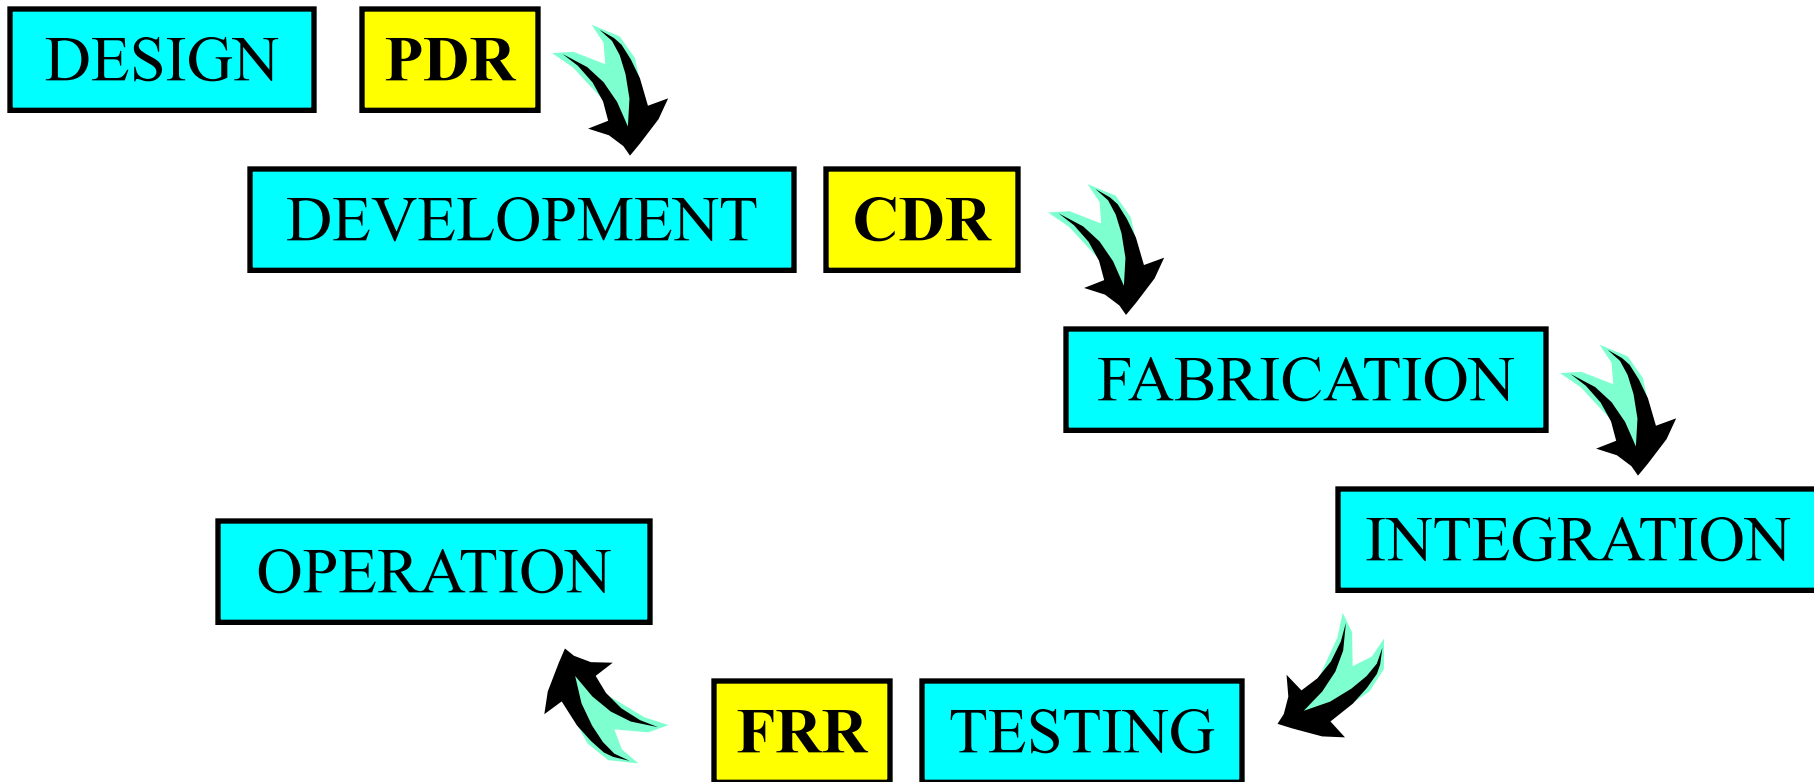 DESIGN
PDR
DEVELOPMENT
CDR
FABRICATION
INTEGRATION
OPERATION
FRR
TESTING